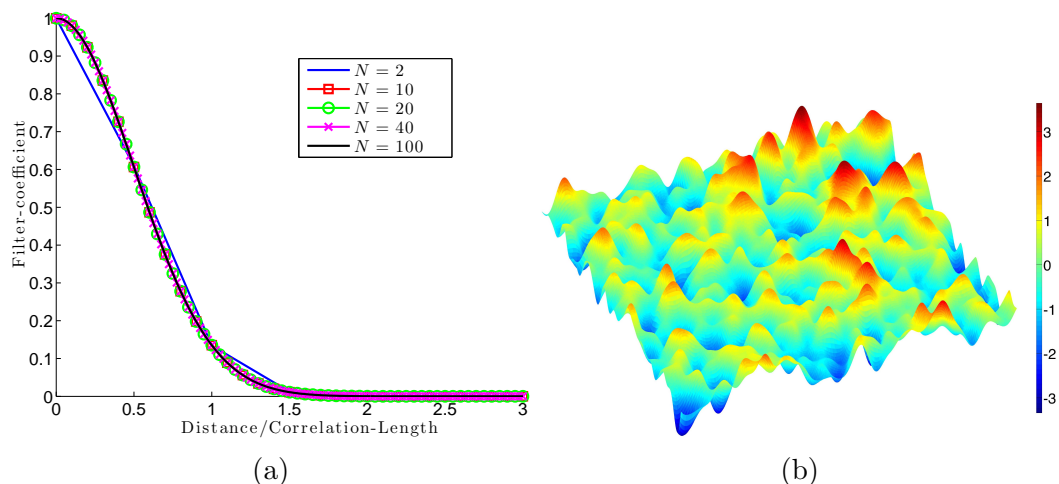 1
0.9
0.8
0.7
0.6
0.5
0.4
0.3
0.2
0.1
0
Filter-coefficient
N = 2
N = 10
N = 20
N = 40
N = 100
0 0.5 1 1.5 2 2.5 3
Distance/Correlation-Length
(a)
3
2
1
0
-1
-2
-3
(b)